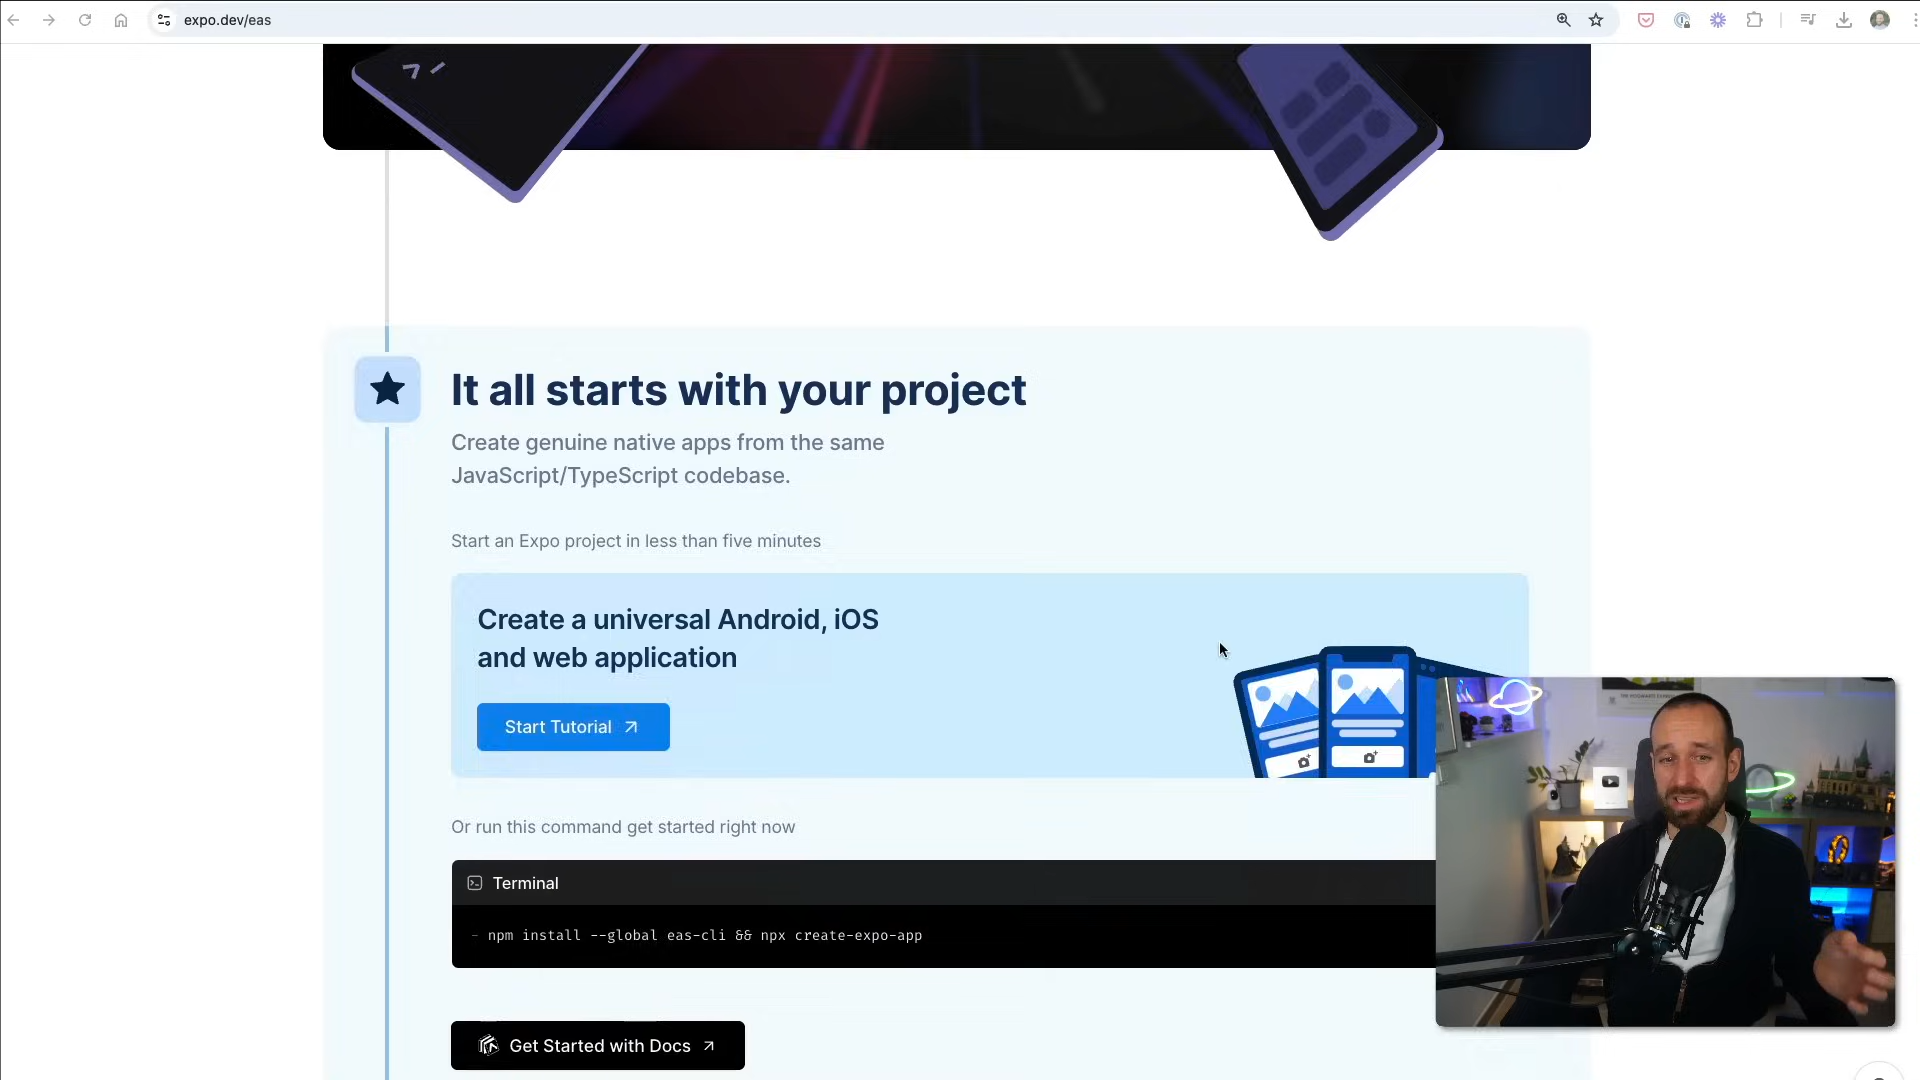 expo.dev/eas
It all starts with your project
Create genuine native apps from the same
JavaScript/TypeScript codebase.
Start an Expo project in less than five minutes
Create a universal Android, iOS
and web application
Start Tutorial
Or run this command get started right now
Terminal
- npm install --global eas-cli && npx create-expo-app
Get Started with Docs